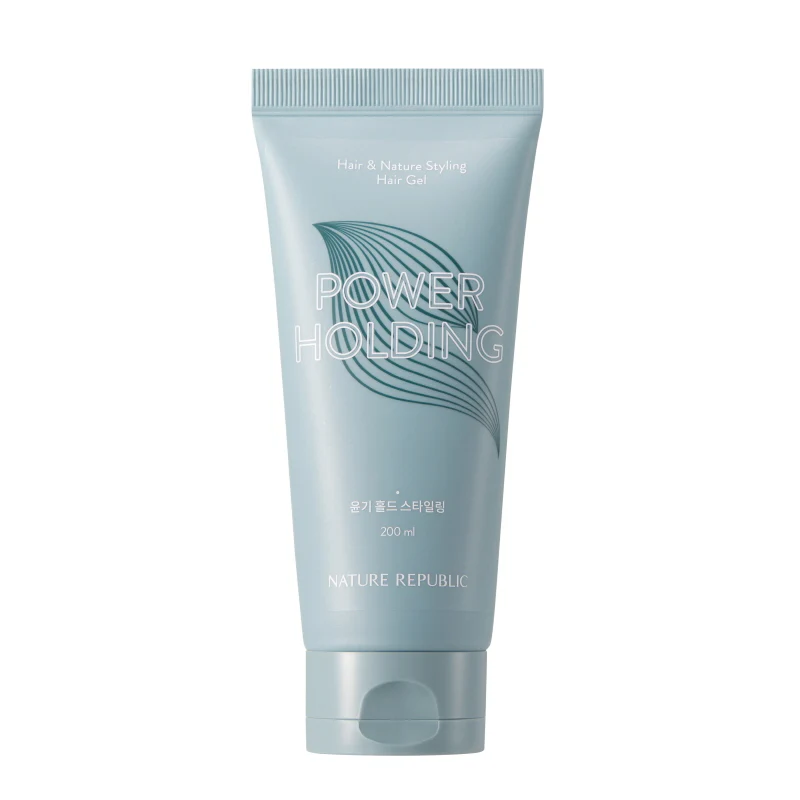 Hair & Nature Styling
Hair Gel
POWER
HOLDING
윤기 홀드 스타일링
200 ml
NATURE REPUBLIC